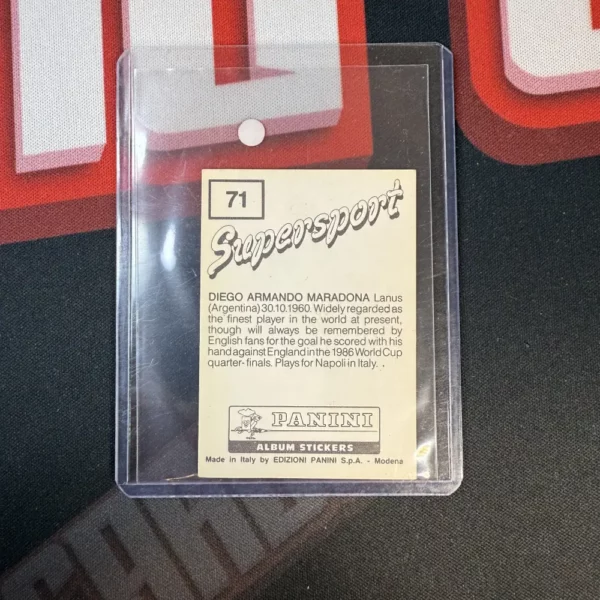 71
Supersport
DIEGO ARMANDO MARADONA Lanus
(Argentina) 30.10.1960. Widely regarded as
the finest player in the world at present,
though will always be remembered by
English fans for the goal he scored with his
hand against England in the 1986 World Cup
quarter-finals. Plays for Napoli in Italy.
PANINI
ALBUM STICKERS
Made in Italy by EDIZIONI PANINI S.p.A. - Modena